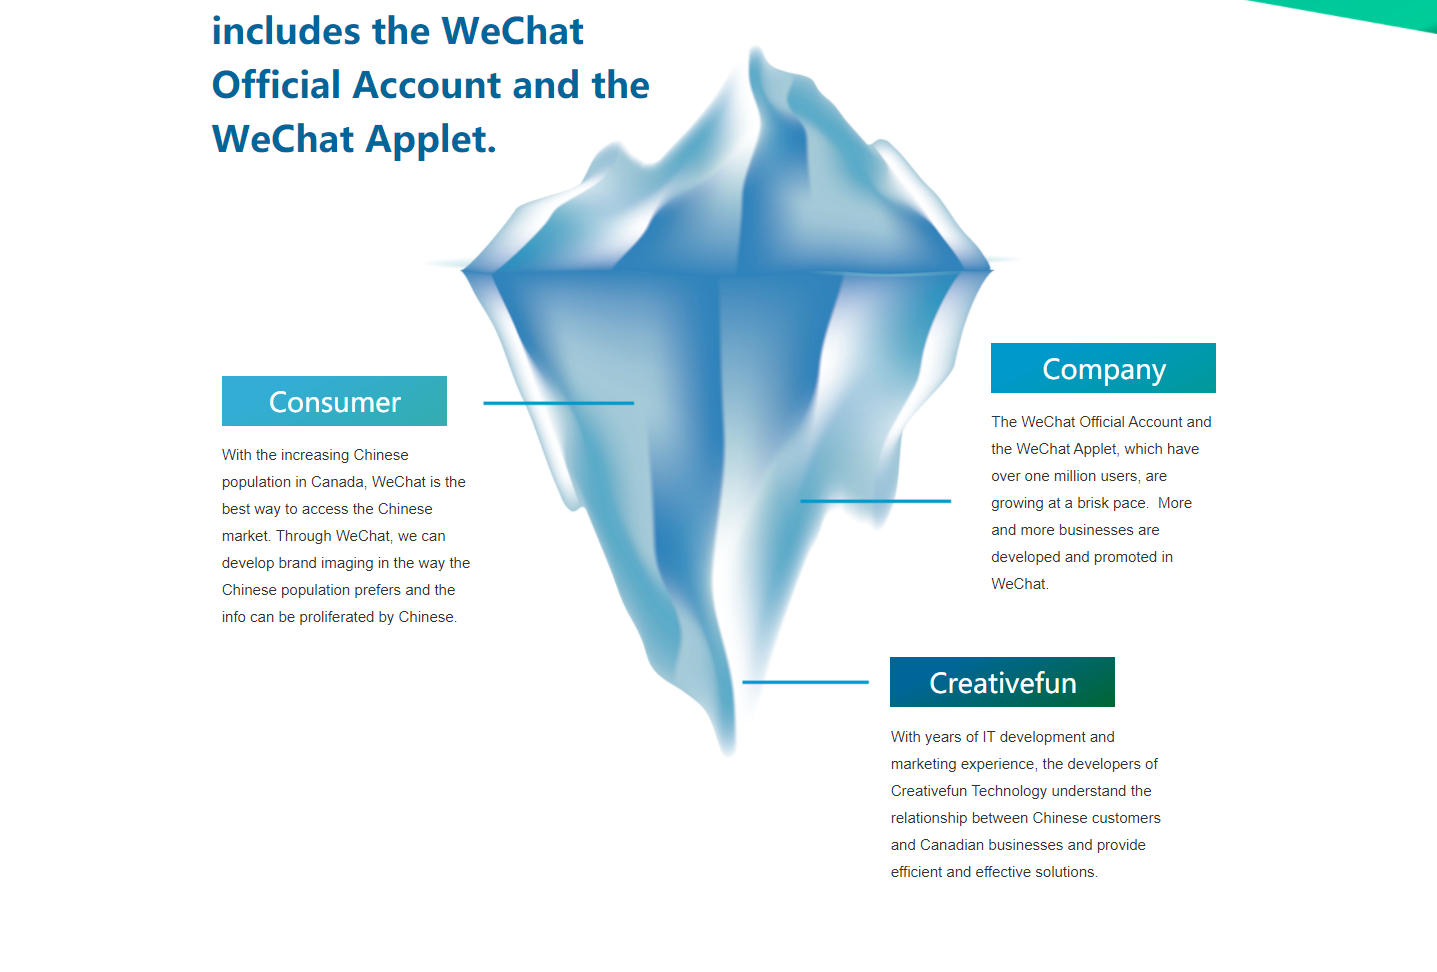 includes the WeChat
Official Account and the
WeChat Applet.
Consumer
With the increasing Chinese
population in Canada, WeChat is the
best way to access the Chinese
market. Through WeChat, we can
develop brand imaging in the way the
Chinese population prefers and the
info can be proliferated by Chinese.
Company
The WeChat Official Account and
the WeChat Applet, which have
over one million users, are
growing at a brisk pace.  More
and more businesses are
developed and promoted in
WeChat.
Creativefun
With years of IT development and
marketing experience, the developers of
Creativefun Technology understand the
relationship between Chinese customers
and Canadian businesses and provide
efficient and effective solutions.